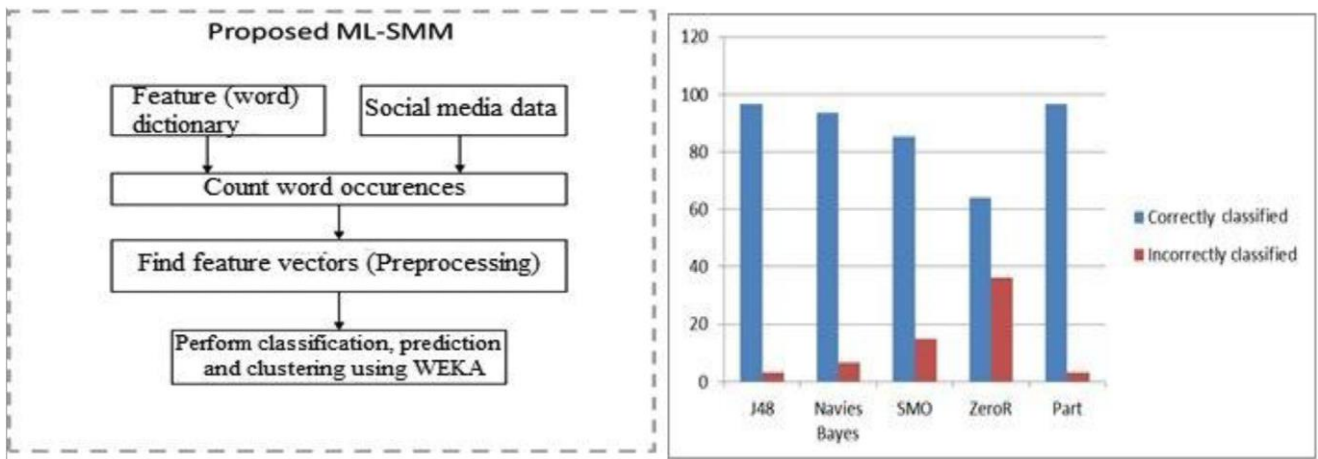 Proposed ML-SMM
Feature (word)
dictionary
Social media data
Count word occurences
Find feature vectors (Preprocessing)
Perform classification, prediction
and clustering using WEKA
120
100
80
60
40
20
0
J48
Navies
Bayes
SMO
ZeroR
Part
Correctly classified
Incorrectly classified